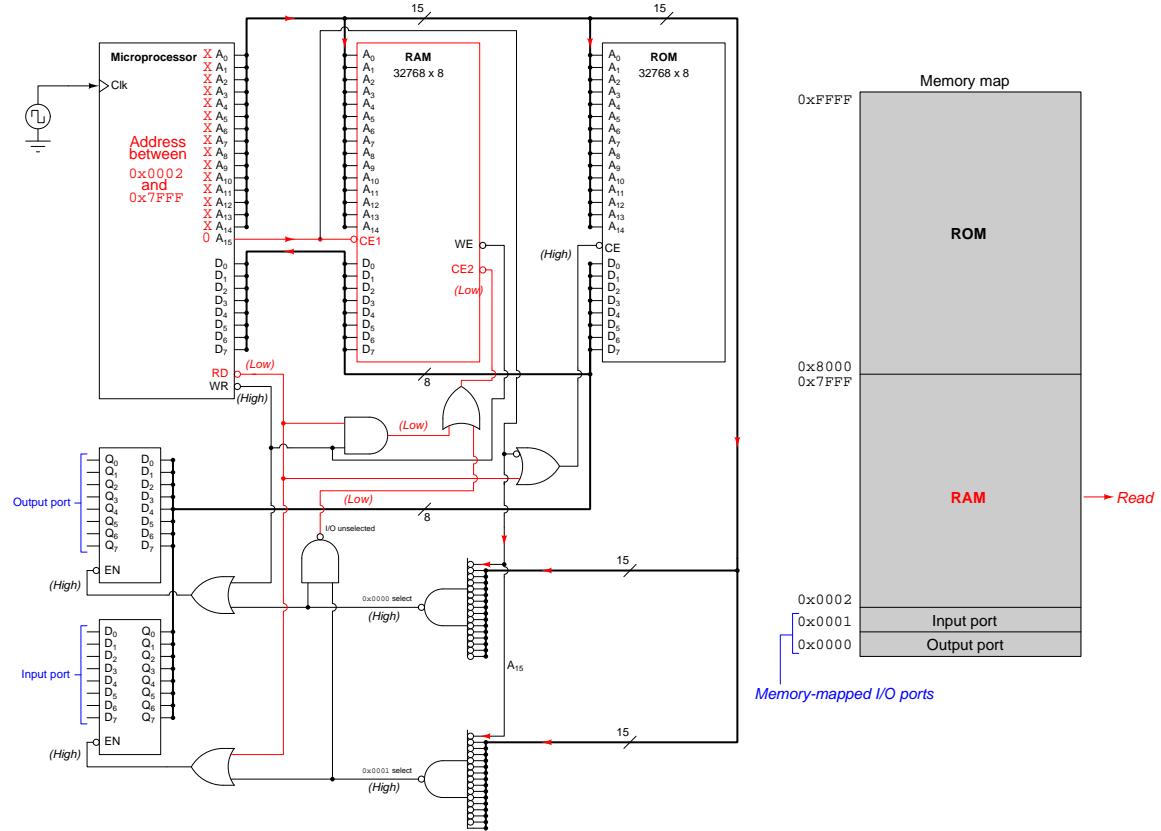 15
15
Microprocessor
Clk
Address
between
0x0002
and
0x7FFF
X A0
X A1
X A2
X A3
X A4
X A5
X A6
X A7
X A8
X A9
X A10
X A11
X A12
X A13
X A14
0 A15
D0
D1
D2
D3
D4
D5
D6
D7
RD
(Low)
WR
(High)
RAM
32768 x 8
A0
A1
A2
A3
A4
A5
A6
A7
A8
A9
A10
A11
A12
A13
A14
CE1
WE
CE2
(Low)
D0
D1
D2
D3
D4
D5
D6
D7
ROM
32768 x 8
A0
A1
A2
A3
A4
A5
A6
A7
A8
A9
A10
A11
A12
A13
A14
(High)
CE
D0
D1
D2
D3
D4
D5
D6
D7
8
(Low)
(Low)
8
I/O unselected
Output port
Q0 D0
Q1 D1
Q2 D2
Q3 D3
Q4 D4
Q5 D5
Q6 D6
Q7 D7
EN
(High)
0x0000 select
(High)
15
A15
Input port
D0 Q0
D1 Q1
D2 Q2
D3 Q3
D4 Q4
D5 Q5
D6 Q6
D7 Q7
EN
(High)
0x0001 select
(High)
15
Memory map
0xFFFF
ROM
0x8000
0x7FFF
RAM
Read
0x0002
0x0001
Input port
0x0000
Output port
Memory-mapped I/O ports